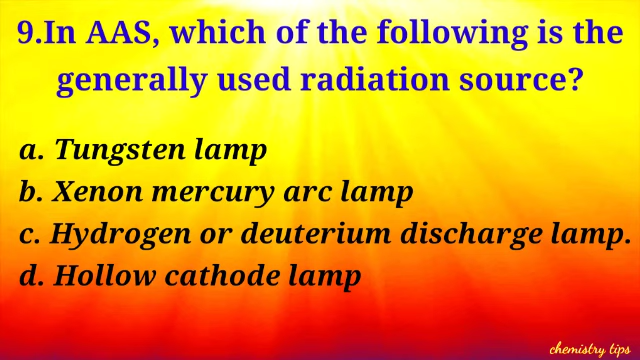 9.In AAS, which of the following is the
generally used radiation source?
a. Tungsten lamp
b. Xenon mercury arc lamp
c. Hydrogen or deuterium discharge lamp.
d. Hollow cathode lamp
chemistry tips